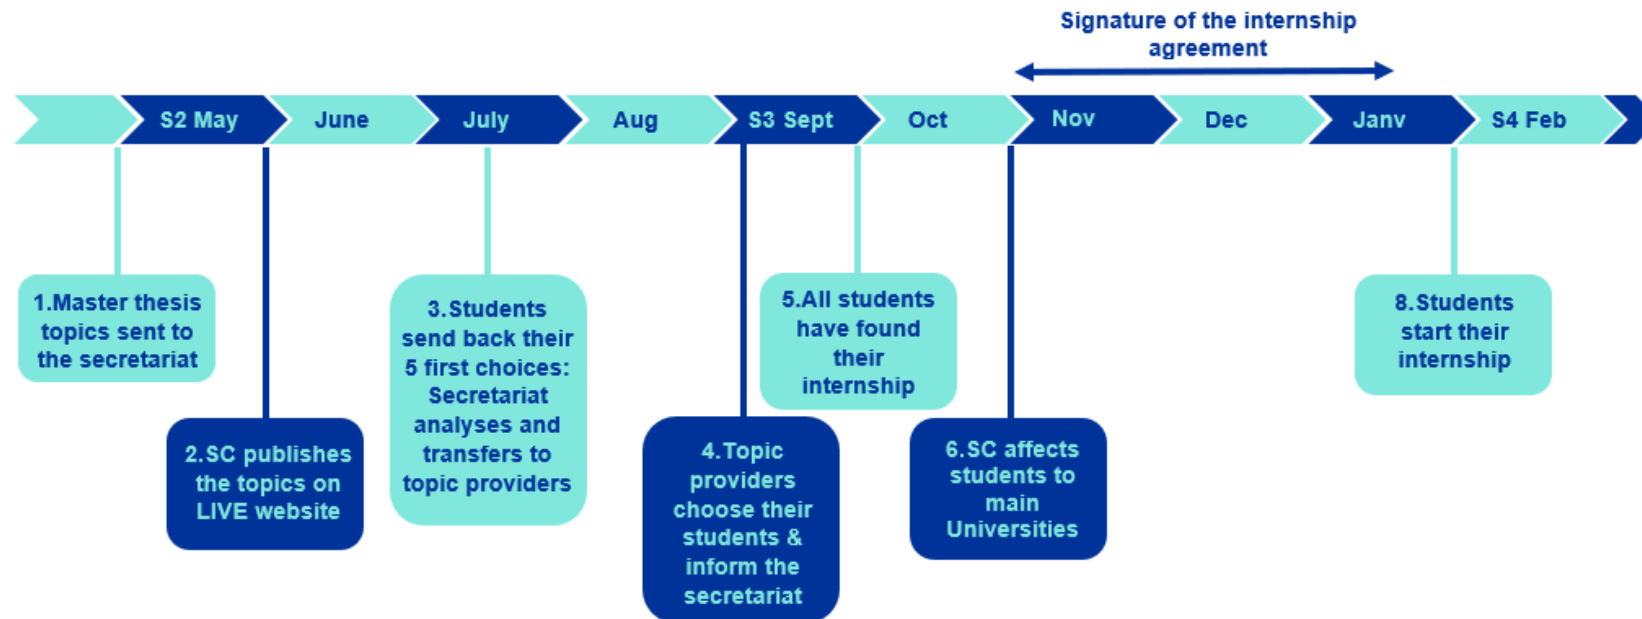 Signature of the internship
agreement
S2 May
June
July
Aug
S3 Sept
Oct
Nov
Dec
Janv
S4 Feb
1.Master thesis
topics sent to
the secretariat
2.SC publishes
the topics on
LIVE website
3.Students
send back their
5 first choices:
Secretariat
analyses and
transfers to
topic providers
4.Topic
providers
choose their
students &
inform the
secretariat
5.All students
have found
their
internship
6.SC affects
students to
main
Universities
8.Students
start their
internship